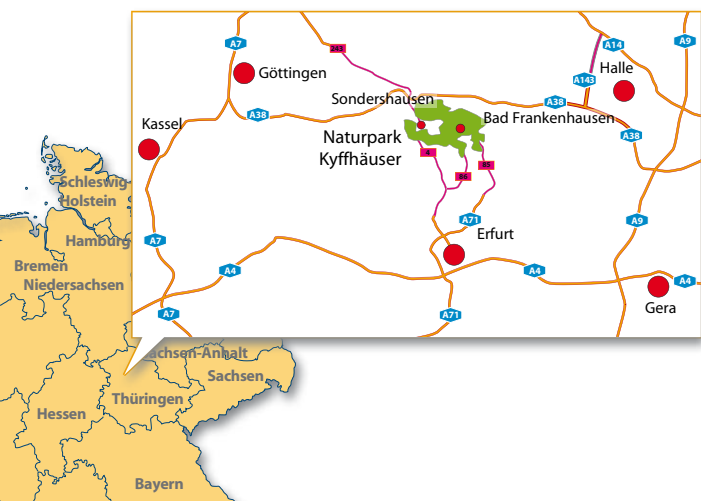 A7
243
A14
A9
Göttingen
Halle
A143
Sondershausen
A38
A38
Bad Frankenhausen
Kassel
Naturpark
Kyffhäuser
A38
4
85
86
Schleswig-
Holstein
A71
A9
Erfurt
Hamburg
A7
Bremen
A4
A4
A4
Niedersachsen
Gera
A7
A71
achsen-Anhalt
Sachsen
Thüringen
Hessen
Bayern